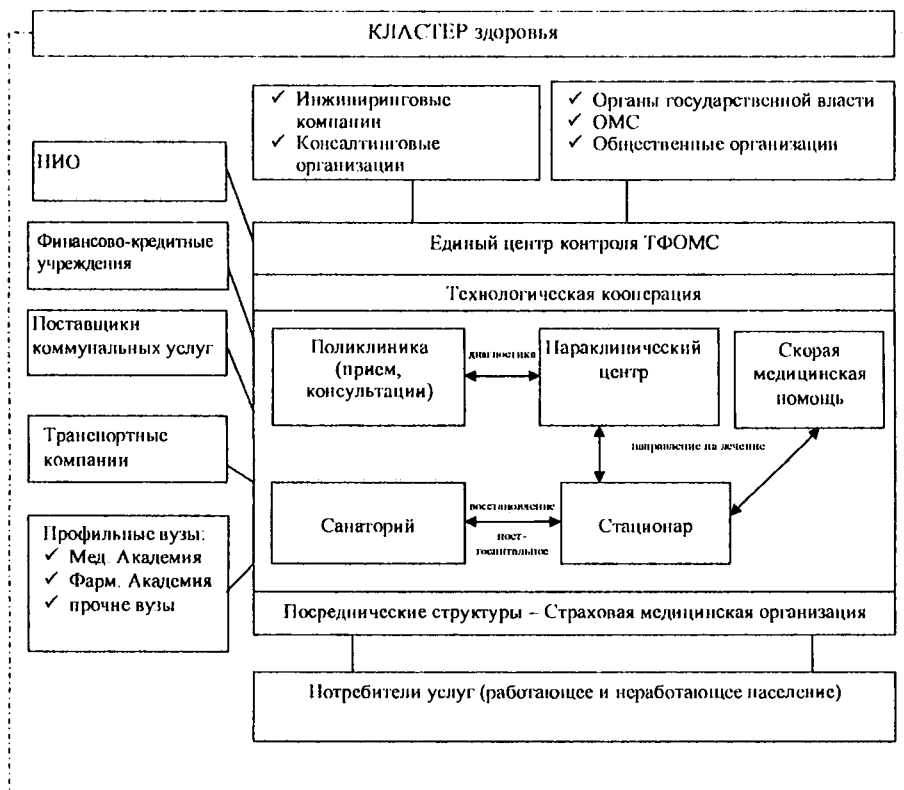 КЛАСТЕР здоровья
✓ Инжиниринговые
компании
✓ Консалтинговые
организации
✓ Органы государственной власти
✓ ОМС
✓ Общественные организации
НИО
Финансово-кредитные
учреждения
Поставщики
коммунальных услуг
Транспортные
компании
Профильные вузы:
✓ Мед. Академия
✓ Фарм. Академия
✓ прочие вузы
Единый центр контроля ТФОМС
Технологическая кооперация
Поликлиника
(прием,
консультации)
диагностика
Параклинический
центр
Скорая
медицинская
помощь
направление на лечение
Санаторий
восстановление
пост-
госпитальное
Стационар
Посреднические структуры – Страховая медицинская организация
Потребители услуг (работающее и неработающее население)